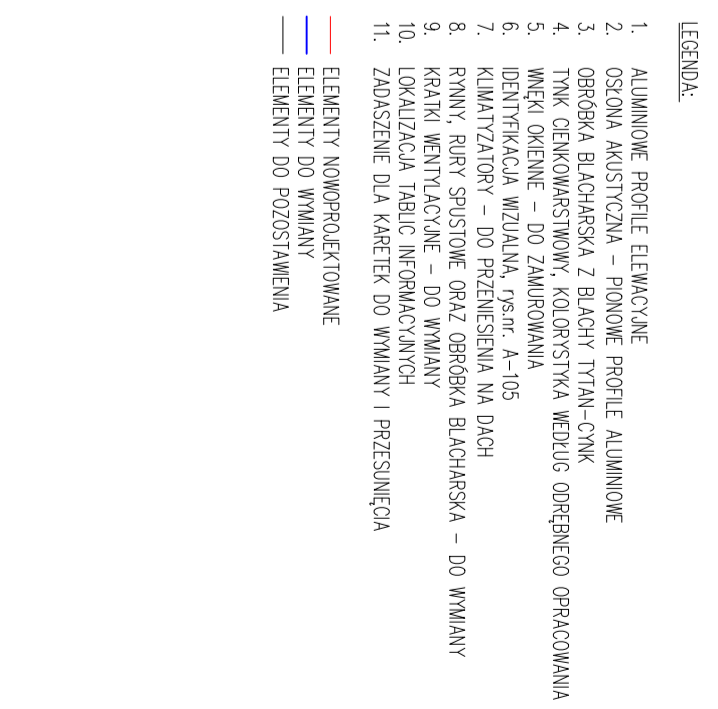 LEGENDA:
1. ALUMINIOWE PROFILE ELEWACYJNE
2. OSŁONA AKUSTYCZNA – PIONOWE PROFILE ALUMINIOWE
3. OBRÓBKA BLACHARSKA Z BLACHY TYTAN–CYNK
4. TYNK CIENKOWARSTWOWY, KOLORYSTYKA WEDŁUG ODRĘBNEGO OPRACOWANIA
5. WNĘKI OKIENNE – DO ZAMUROWANIA
6. IDENTYFIKACJA WIZUALNA, rys.nr. A–105
7. KLIMATYZATORY – DO PRZENIESIENIA NA DACH
8. RYNNY, RURY SPUSTOWE ORAZ OBRÓBKA BLACHARSKA – DO WYMIANY
9. KRATKI WENTYLACYJNE – DO WYMIANY
10. LOKALIZACJA TABLIC INFORMACYJNYCH
11. ZADASZENIE DLA KARETEK DO WYMIANY I PRZESUNIĘCIA
ELEMENTY NOWOPROJEKTOWANE
ELEMENTY DO WYMIANY
ELEMENTY DO POZOSTAWIENIA